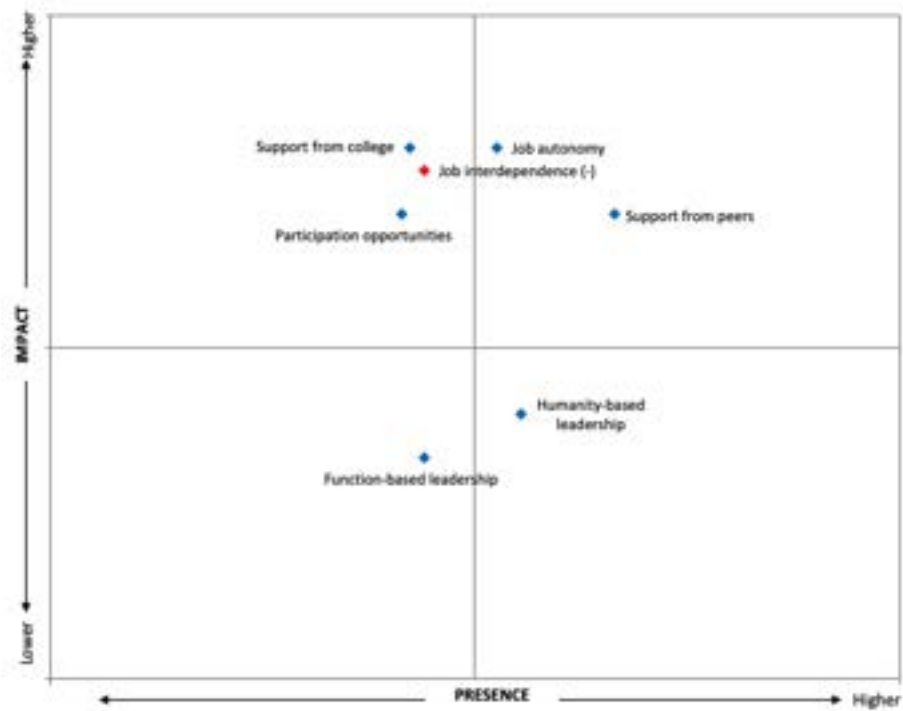 Higher
Support from college
Job autonomy
Job interdependence (-)
Support from peers
Participation opportunities
IMPACT
Humanity-based
leadership
Function-based leadership
Lower
PRESENCE
Higher